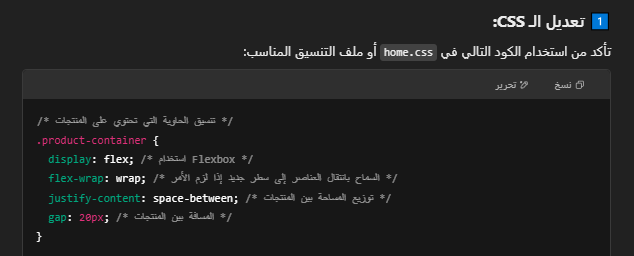 1 تعديل الـ CSS:
تأكد من استخدام الكود التالي في home.css أو ملف التنسيق المناسب:
نسخ تحرير
/* تنسيق الحاوية التي تحتوي على المنتجات */
.product-container {
display: flex; /* استخدام Flexbox */
flex-wrap: wrap; /* السماح بانتقال العناصر إلى سطر جديد إذا لزم الأمر */
justify-content: space-between; /* توزيع المساحة بين المنتجات */
gap: 20px; /* المسافة بين المنتجات */
}